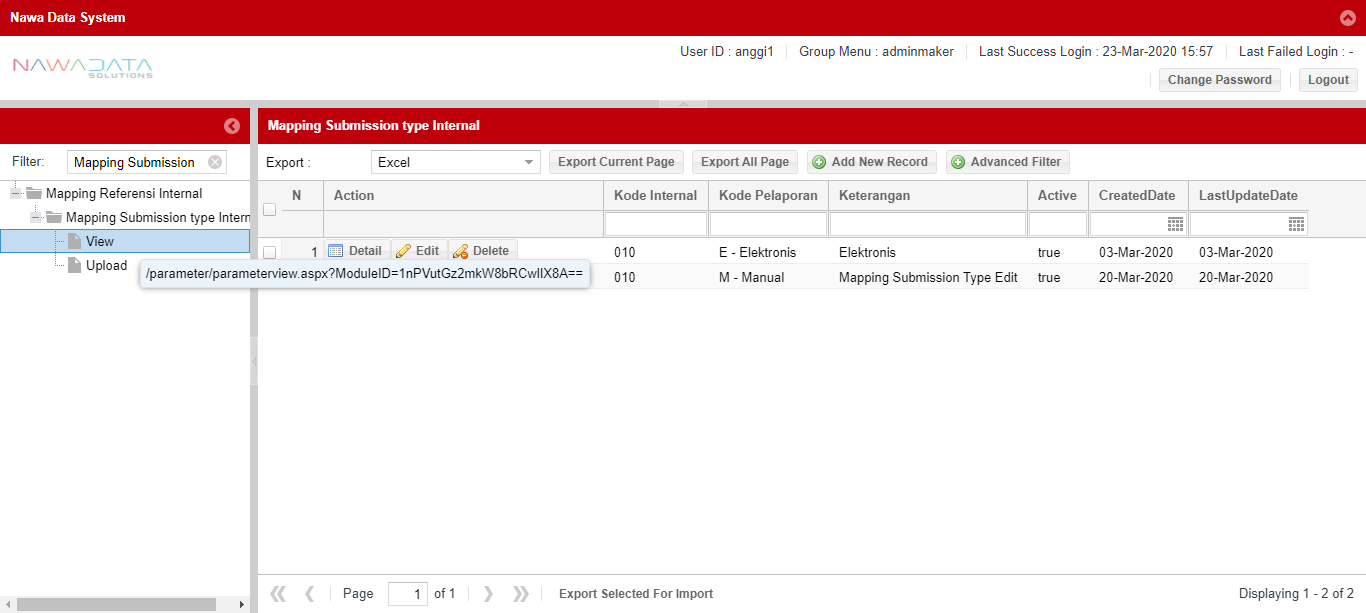 Nawa Data System
User ID : anggi1 Group Menu : adminmaker Last Success Login : 23-Mar-2020 15:57 Last Failed Login : -
NAWADATA
SOLUTIONS
Change Password Logout
Mapping Submission type Internal
Filter: Mapping Submission
Export : Excel Export Current Page Export All Page Add New Record Advanced Filter
Mapping Referensi Internal
Mapping Submission type Intern
View
Upload
N Action Kode Internal Kode Pelaporan Keterangan Active CreatedDate LastUpdateDate
1 Detail Edit Delete 010 E - Elektronis Elektronis true 03-Mar-2020 03-Mar-2020
010 M - Manual Mapping Submission Type Edit true 20-Mar-2020 20-Mar-2020
Page 1 of 1 Export Selected For Import Displaying 1 - 2 of 2